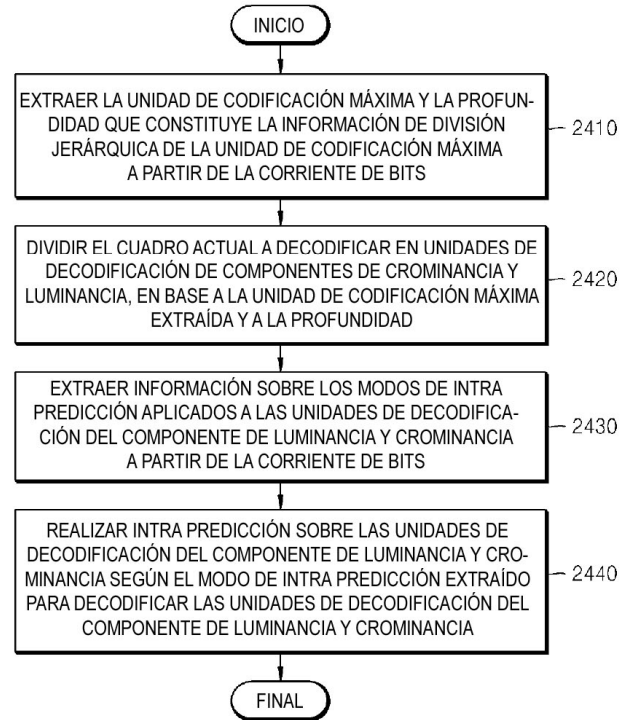 INICIO
EXTRAER LA UNIDAD DE CODIFICACIÓN MÁXIMA Y LA PROFUN-
DIDAD QUE CONSTITUYE LA INFORMACIÓN DE DIVISIÓN
JERÁRQUICA DE LA UNIDAD DE CODIFICACIÓN MÁXIMA
A PARTIR DE LA CORRIENTE DE BITS
2410
DIVIDIR EL CUADRO ACTUAL A DECODIFICAR EN UNIDADES DE
DECODIFICACIÓN DE COMPONENTES DE CROMINANCIA Y
LUMINANCIA, EN BASE A LA UNIDAD DE CODIFICACIÓN MÁXIMA
EXTRAÍDA Y A LA PROFUNDIDAD
2420
EXTRAER INFORMACIÓN SOBRE LOS MODOS DE INTRA
PREDICCIÓN APLICADOS A LAS UNIDADES DE DECODIFICA-
CIÓN DEL COMPONENTE DE LUMINANCIA Y CROMINANCIA
A PARTIR DE LA CORRIENTE DE BITS
2430
REALIZAR INTRA PREDICCIÓN SOBRE LAS UNIDADES DE
DECODIFICACIÓN DEL COMPONENTE DE LUMINANCIA Y CRO-
MINANCIA SEGÚN EL MODO DE INTRA PREDICCIÓN EXTRAÍDO
PARA DECODIFICAR LAS UNIDADES DE DECODIFICACIÓN DEL
COMPONENTE DE LUMINANCIA Y CROMINANCIA
2440
FINAL